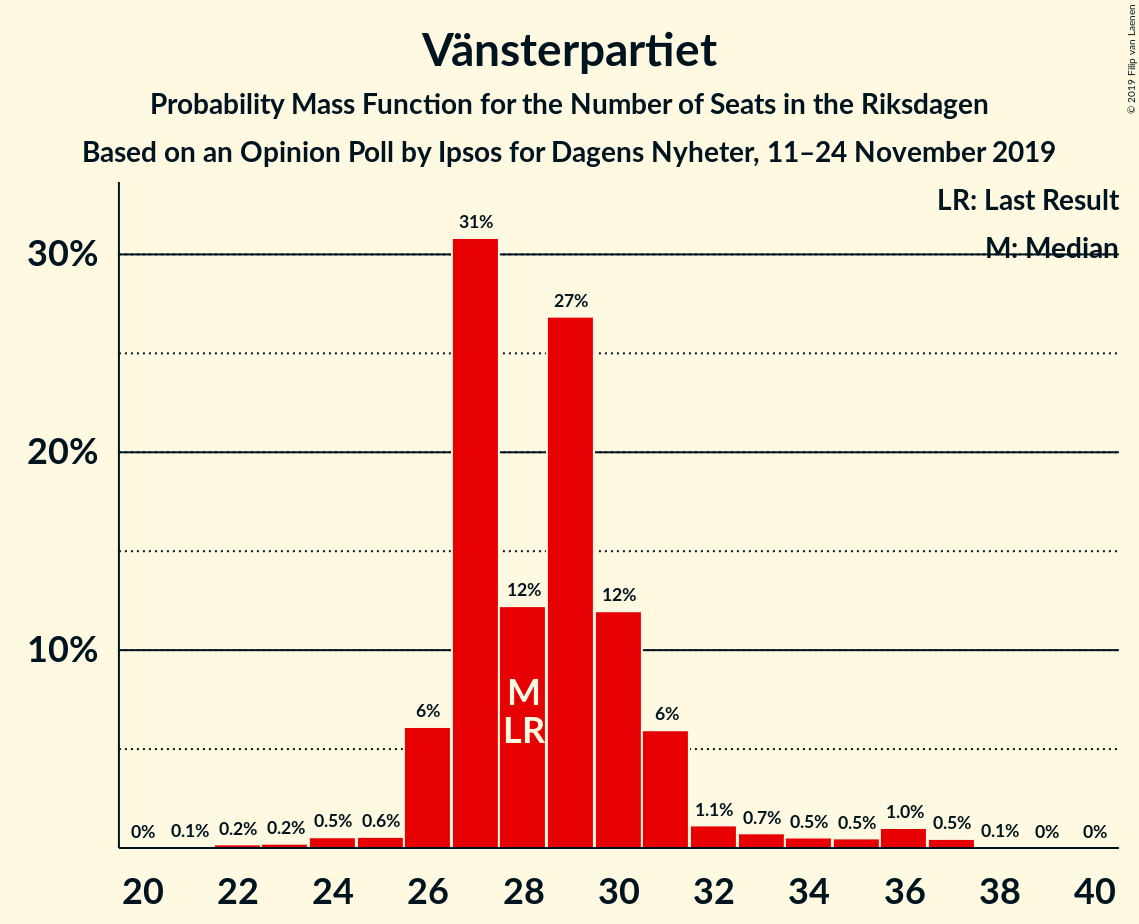 Vänsterpartiet
Probability Mass Function for the Number of Seats in the Riksdagen
Based on an Opinion Poll by Ipsos for Dagens Nyheter, 11–24 November 2019
© 2019 Filip van Laenen
LR: Last Result
M: Median
30%
20%
10%
0%
0.1%
0.2%
0.2%
0.5%
0.6%
6%
31%
12%
27%
12%
6%
1.1%
0.7%
0.5%
0.5%
1.0%
0.5%
0.1%
0%
0%
M
LR
20 22 24 26 28 30 32 34 36 38 40